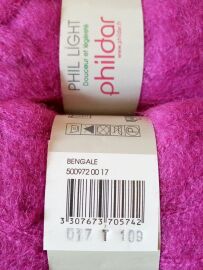 PHIL LIGHT
Douceur et légèreté
phildar
www.phildar.fr
BENGALE
500972 00 17
3 307673 705742
017 T 109